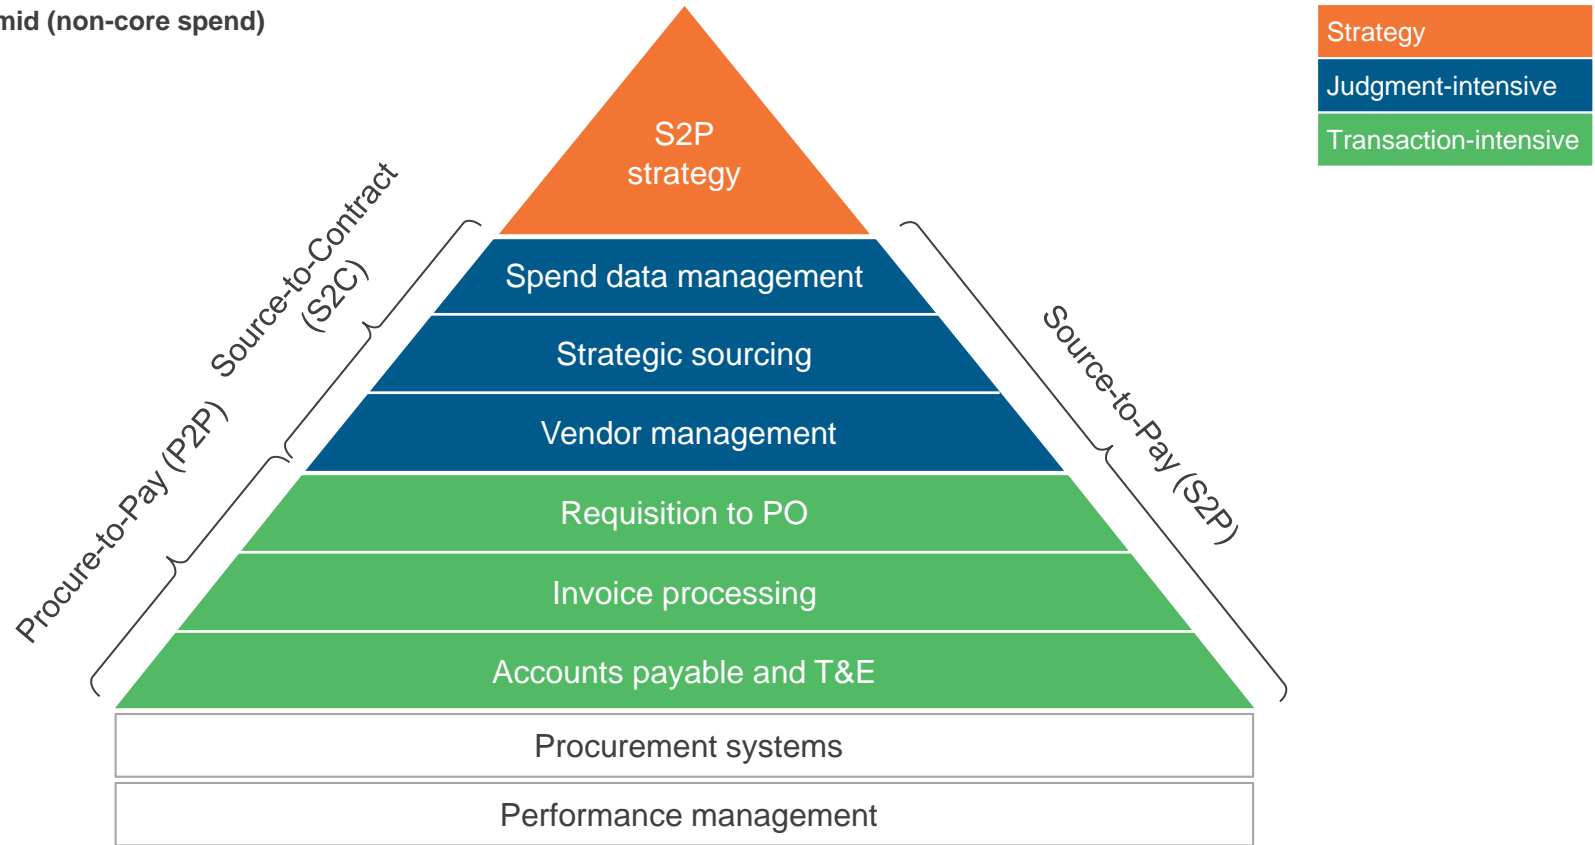 mid (non-core spend)
Strategy
Judgment-intensive
Transaction-intensive
S2P
strategy
Source-to-Contract
(S2C)
Spend data management
Strategic sourcing
Vendor management
Source-to-Pay (S2P)
Procure-to-Pay (P2P)
Requisition to PO
Invoice processing
Accounts payable and T&E
Procurement systems
Performance management